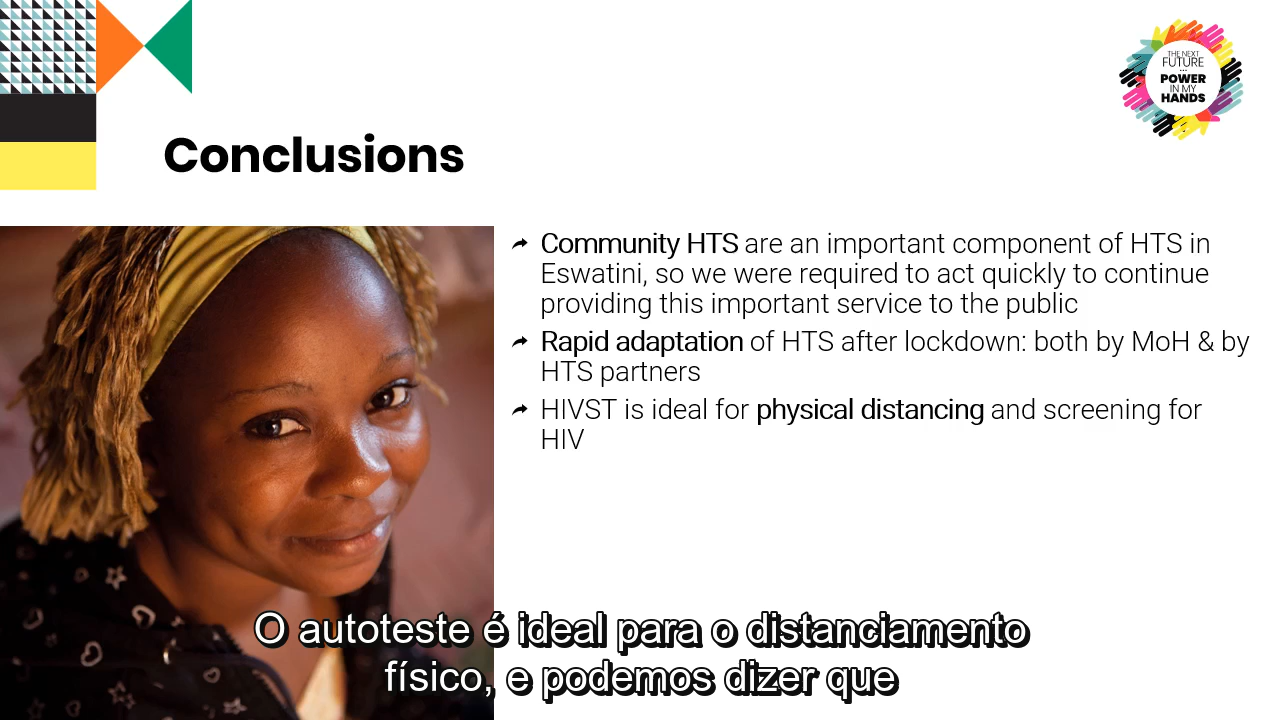 THE NEXT
FUTURE
POWER
IN MY
HANDS
Conclusions
Community HTS are an important component of HTS in
Eswatini, so we were required to act quickly to continue
providing this important service to the public
Rapid adaptation of HTS after lockdown: both by MoH & by
HTS partners
HIVST is ideal for physical distancing and screening for
HIV
O autoteste é ideal para o distanciamento
físico, e podemos dizer que